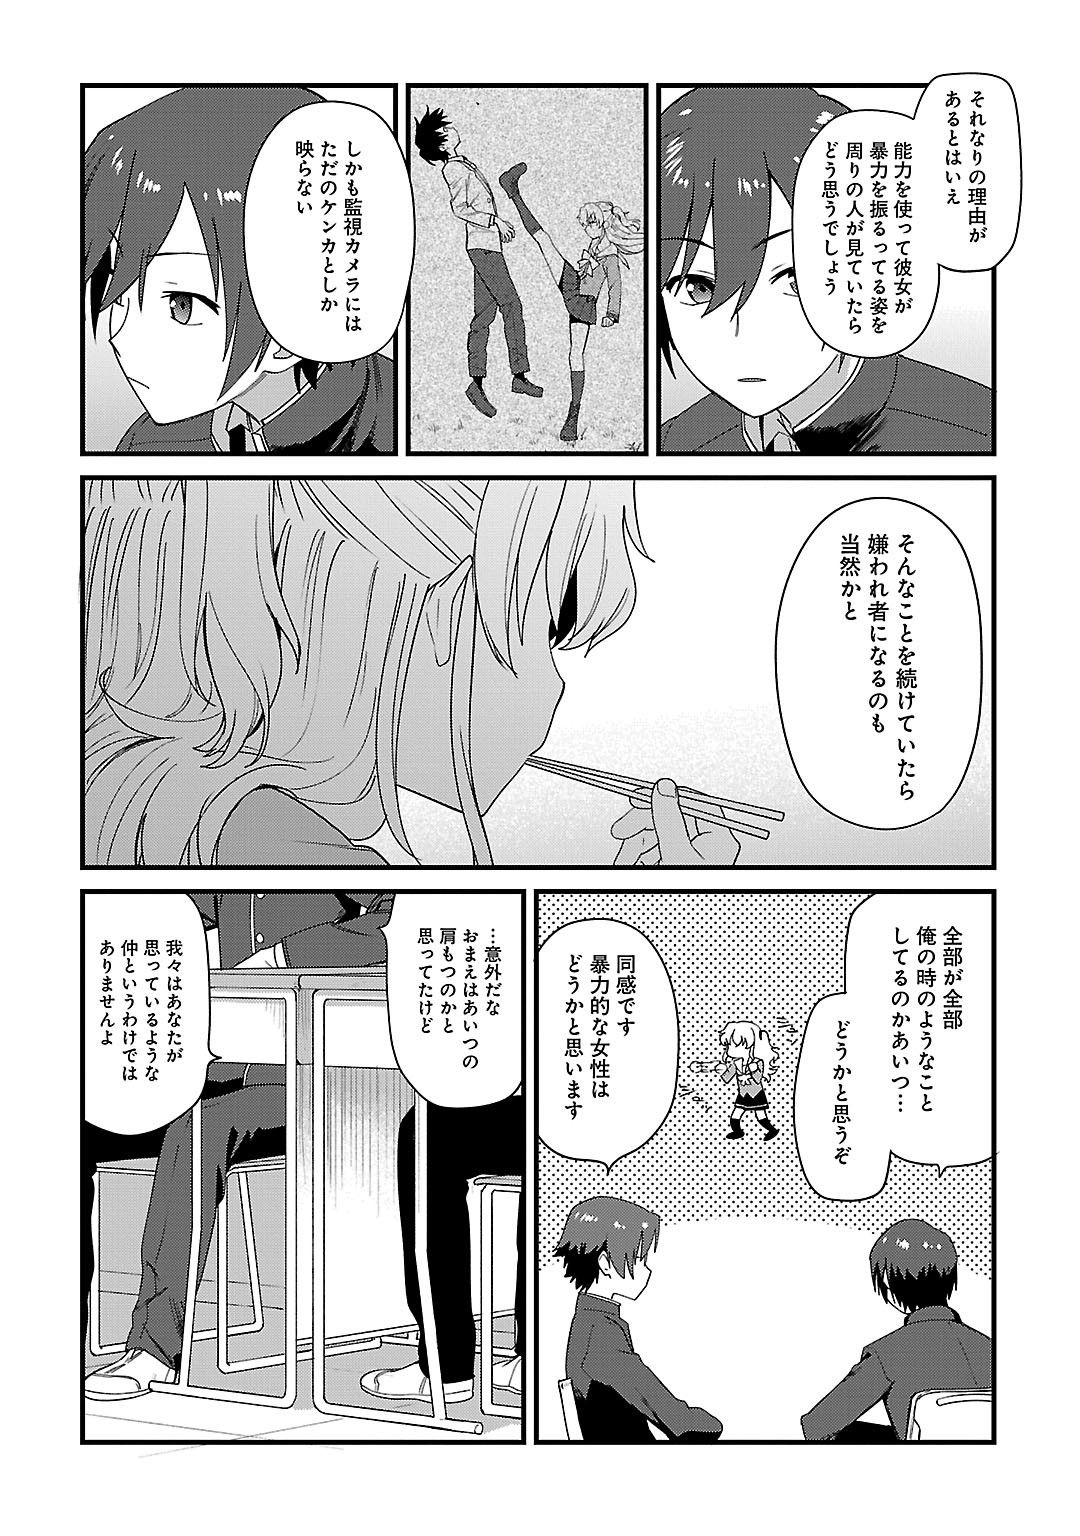 それなりの理由が
あるとはいえ
能力を使って彼女が
暴力を振るってる姿を
周りの人が見ていたら
どう思うでしょう
しかも監視カメラには
ただのケンカとしか
映らない
そんなことを続けていたら
嫌われ者になるのも
当然かと
全部が全部
俺の時のようなこと
してるのかあいつ…
どうかと思うぞ
同感です
暴力的な女性は
どうかと思います
…意外だな
おまえはあいつの
肩もつのかと
思ってたけど
我々はあなたが
思っているような
仲というわけでは
ありませんよ